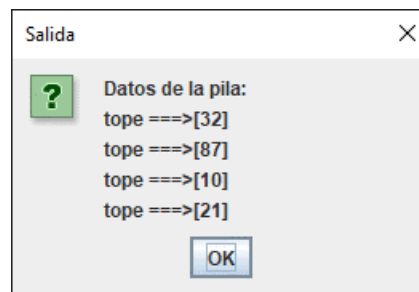 Salida
Datos de la pila:
tope ===>[32]
tope ===>[87]
tope ===>[10]
tope ===>[21]
OK